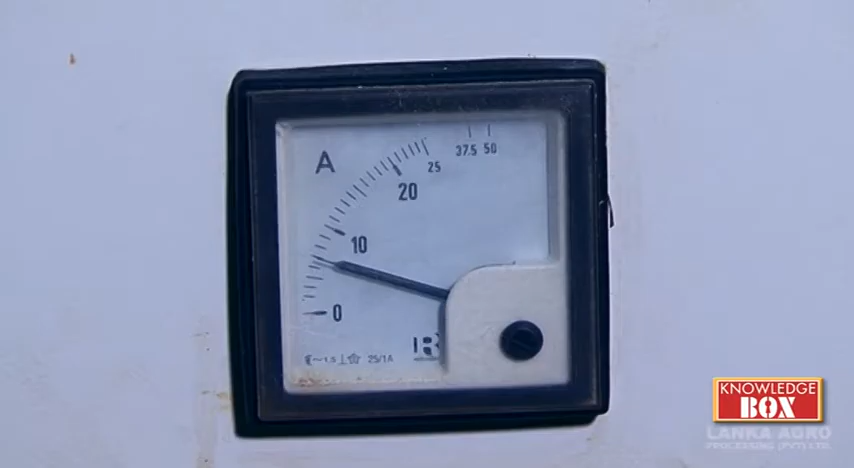 A
37.5 50
25
20
10
0
1.5 25/1A
R
KNOWLEDGE
BOX
LANKA AGRO
PROCESSING (PVT) LTD.